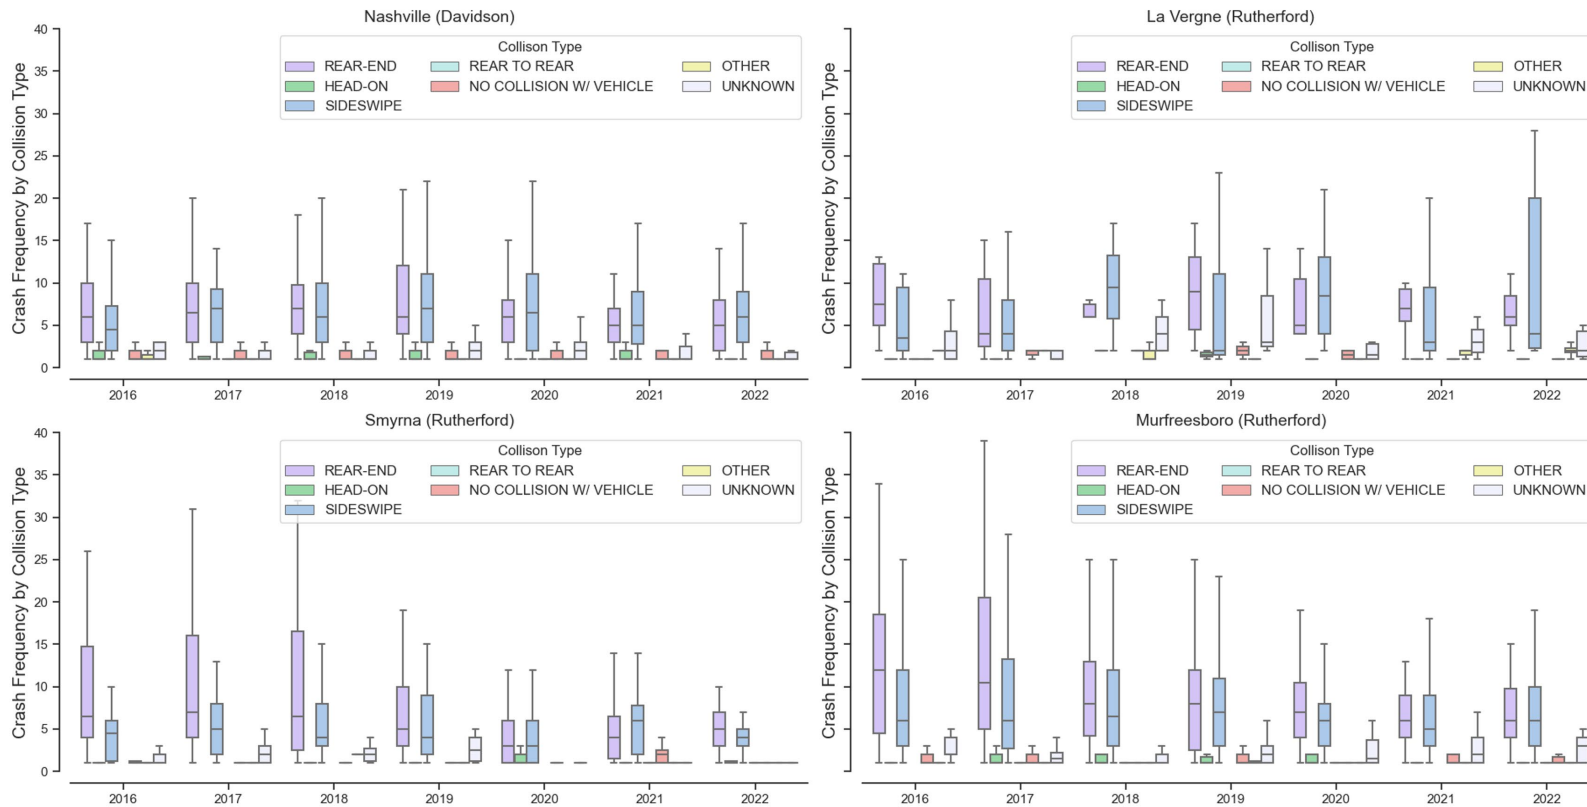 Nashville (Davidson)
40
35
30
25
20
15
10
5
0
Crash Frequency by Collision Type
Collison Type
REAR-END
HEAD-ON
SIDESWIPE
REAR TO REAR
NO COLLISION W/ VEHICLE
OTHER
UNKNOWN
2016 2017 2018 2019 2020 2021 2022
La Vergne (Rutherford)
Crash Frequency by Collision Type
Collison Type
REAR-END
HEAD-ON
SIDESWIPE
REAR TO REAR
NO COLLISION W/ VEHICLE
OTHER
UNKNOWN
2016 2017 2018 2019 2020 2021 2022
Smyrna (Rutherford)
40
35
30
25
20
15
10
5
0
Crash Frequency by Collision Type
Collison Type
REAR-END
HEAD-ON
SIDESWIPE
REAR TO REAR
NO COLLISION W/ VEHICLE
OTHER
UNKNOWN
2016 2017 2018 2019 2020 2021 2022
Murfreesboro (Rutherford)
Crash Frequency by Collision Type
Collison Type
REAR-END
HEAD-ON
SIDESWIPE
REAR TO REAR
NO COLLISION W/ VEHICLE
OTHER
UNKNOWN
2016 2017 2018 2019 2020 2021 2022